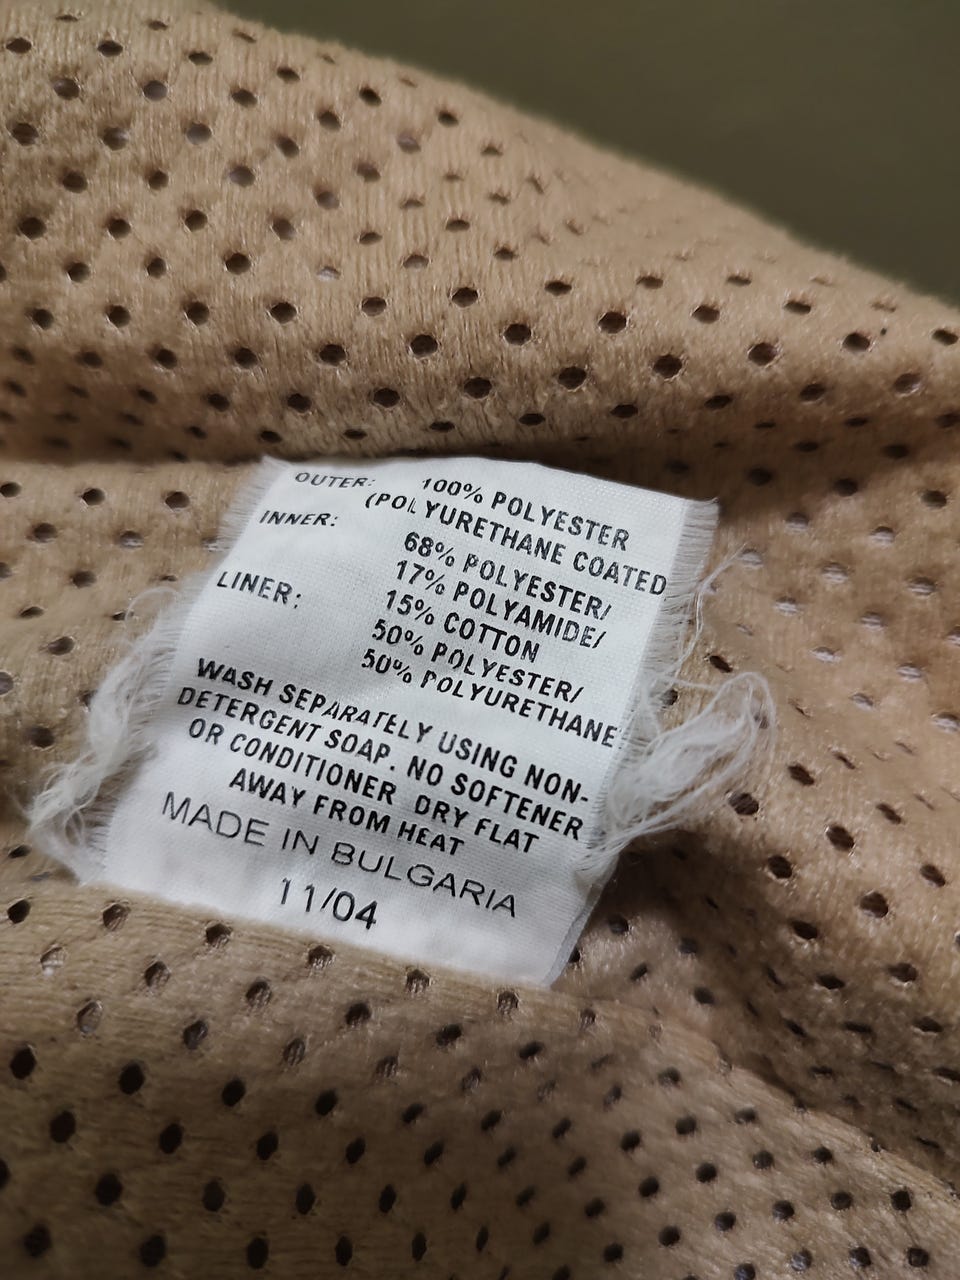 OUTER: 100% POLYESTER
(POLYURETHANE COATED
INNER: 68% POLYESTER/
17% POLYAMIDE/
15% COTTON
LINER: 50% POLYESTER/
50% POLYURETHANE
WASH SEPARATELY USING NON-
DETERGENT SOAP. NO SOFTENER
OR CONDITIONER DRY FLAT
AWAY FROM HEAT
MADE IN BULGARIA
11/04